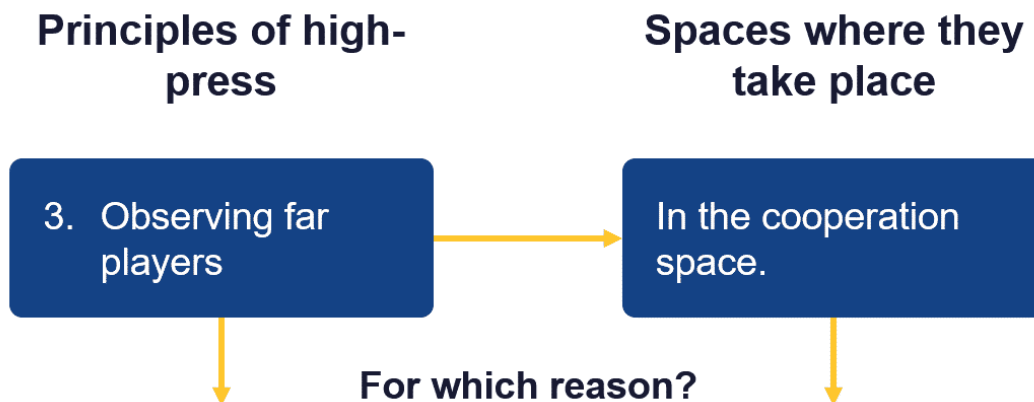 Principles of high-
press
Spaces where they
take place
3. Observing far
players
In the cooperation
space.
For which reason?